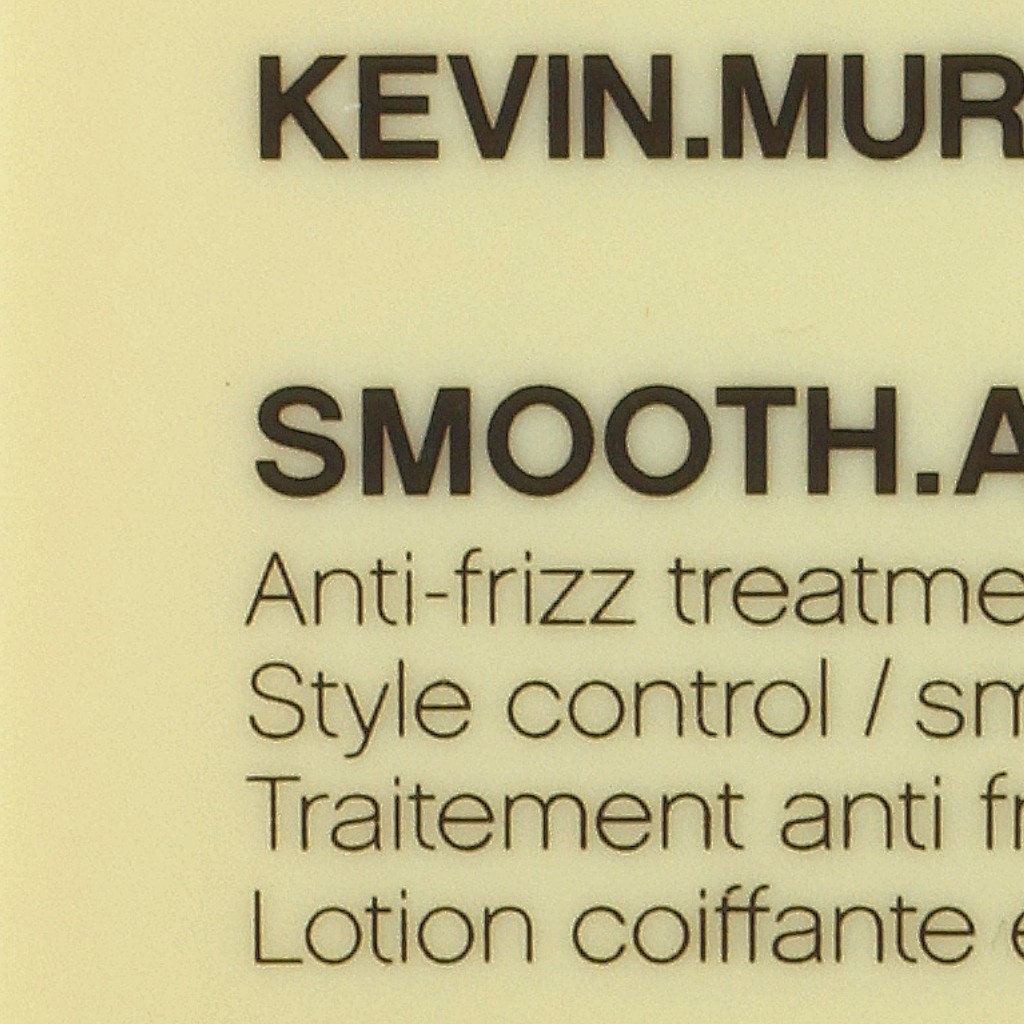 KEVIN.MUR
SMOOTH.A
Anti-frizz treatme
Style control / sm
Traitement anti fr
Lotion coiffante e